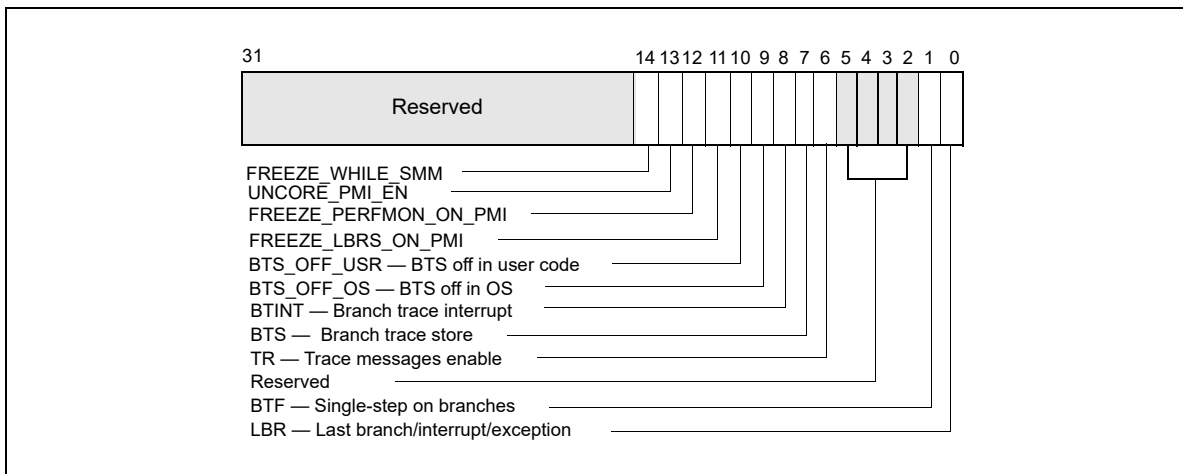 31 14 13 12 11 10 9 8 7 6 5 4 3 2 1 0
Reserved
FREEZE_WHILE_SMM
UNCORE_PMI_EN
FREEZE_PERFMON_ON_PMI
FREEZE_LBRS_ON_PMI
BTS_OFF_USR — BTS off in user code
BTS_OFF_OS — BTS off in OS
BTINT — Branch trace interrupt
BTS — Branch trace store
TR — Trace messages enable
Reserved
BTF — Single-step on branches
LBR — Last branch/interrupt/exception